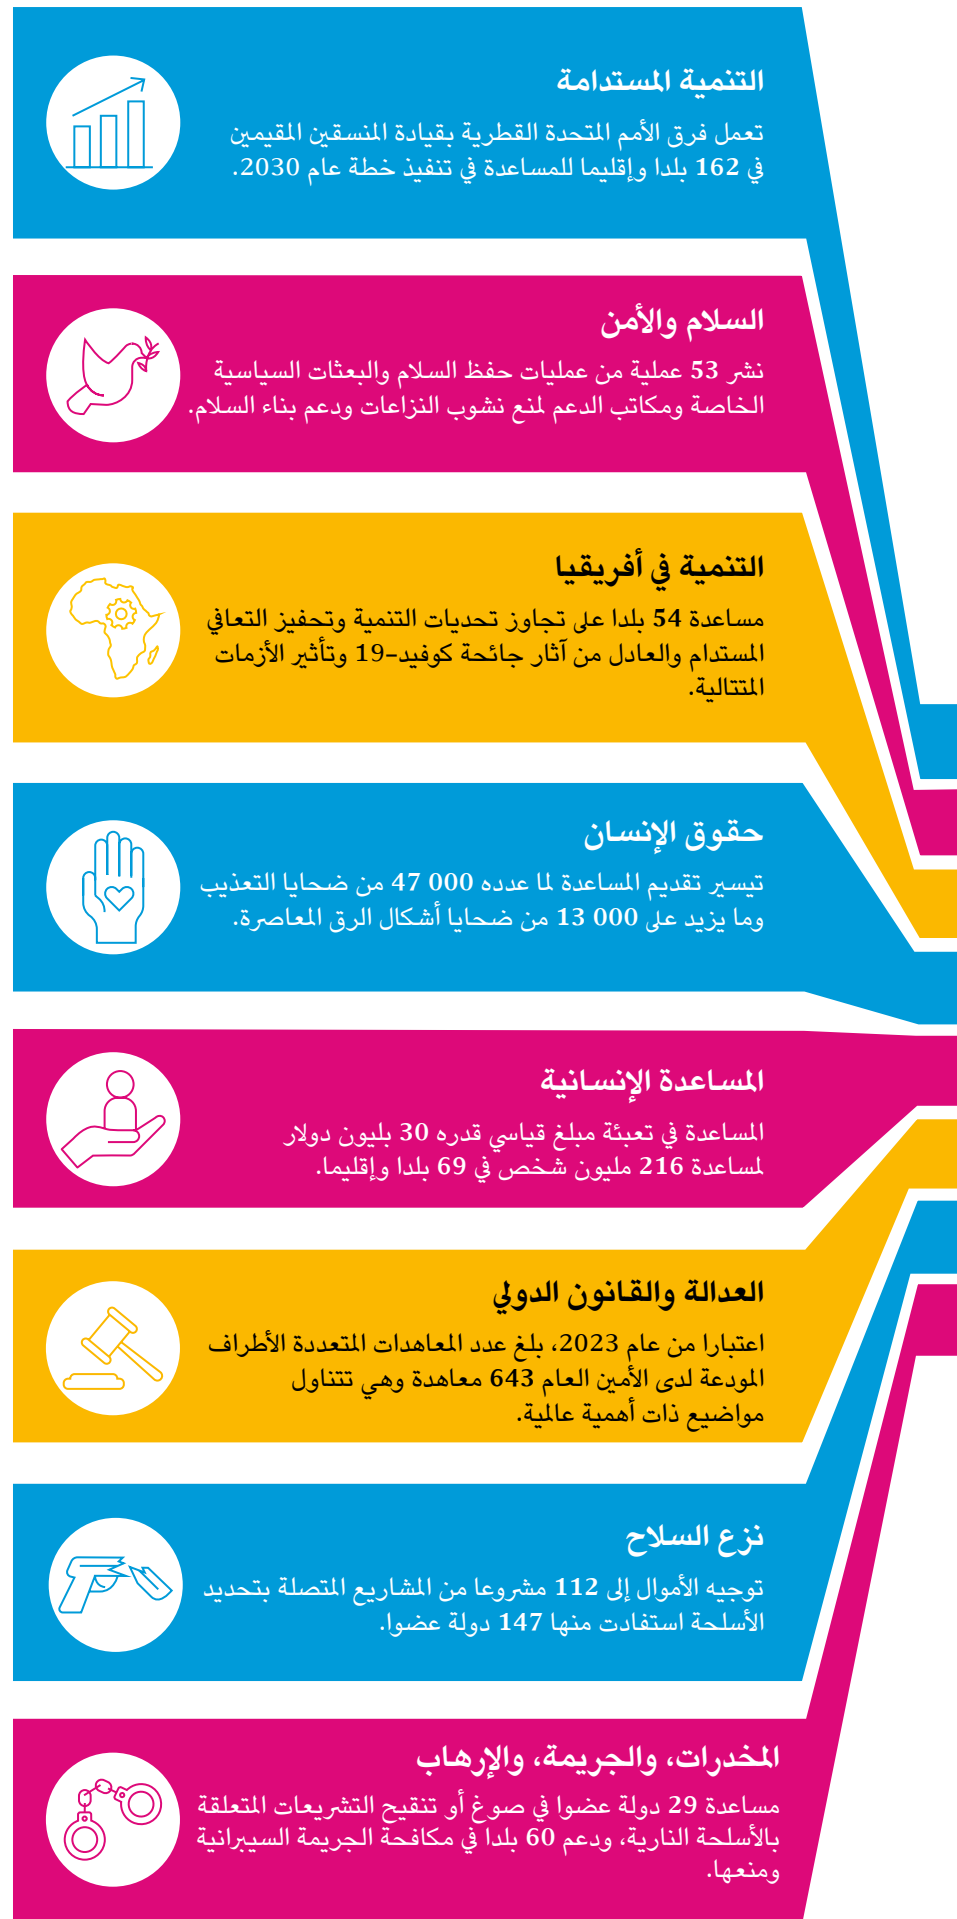 التنمية المستدامة
تعمل فرق الأمم المتحدة القطرية بقيادة المنسقين المقيمين
في 162 بلدا وإقليما للمساعدة في تنفيذ خطة عام 2030.
السلام والأمن
نشر 53 عملية من عمليات حفظ السلام والبعثات السياسية
الخاصة ومكاتب الدعم لمنع نشوب النزاعات ودعم بناء السلام.
التنمية في أفريقيا
مساعدة 54 بلدا على تجاوز تحديات التنمية وتحفيز التعافي
المستدام والعادل من آثار جائحة كوفيد-19 وتأثير الأزمات
المتتالية.
حقوق الإنسان
تيسير تقديم المساعدة لما عدده 000 47 من ضحايا التعذيب
وما يزيد على 000 13 من ضحايا أشكال الرق المعاصرة.
المساعدة الإنسانية
المساعدة في تعبئة مبلغ قياسي قدره 30 بليون دولار
لمساعدة 216 مليون شخص في 69 بلدا وإقليما.
العدالة والقانون الدولي
اعتبارا من عام 2023، بلغ عدد المعاهدات المتعددة الأطراف
المودعة لدى الأمين العام 643 معاهدة وهي تتناول
مواضيع ذات أهمية عالمية.
نزع السلاح
توجيه الأموال إلى 112 مشروعا من المشاريع المتصلة بتحديد
الأسلحة استفادت منها 147 دولة عضوا.
المخدرات، والجريمة، والإرهاب
مساعدة 29 دولة عضوا في صوغ أو تنقيح التشريعات المتعلقة
بالأسلحة النارية، ودعم 60 بلدا في مكافحة الجريمة السيبرانية
ومنعها.